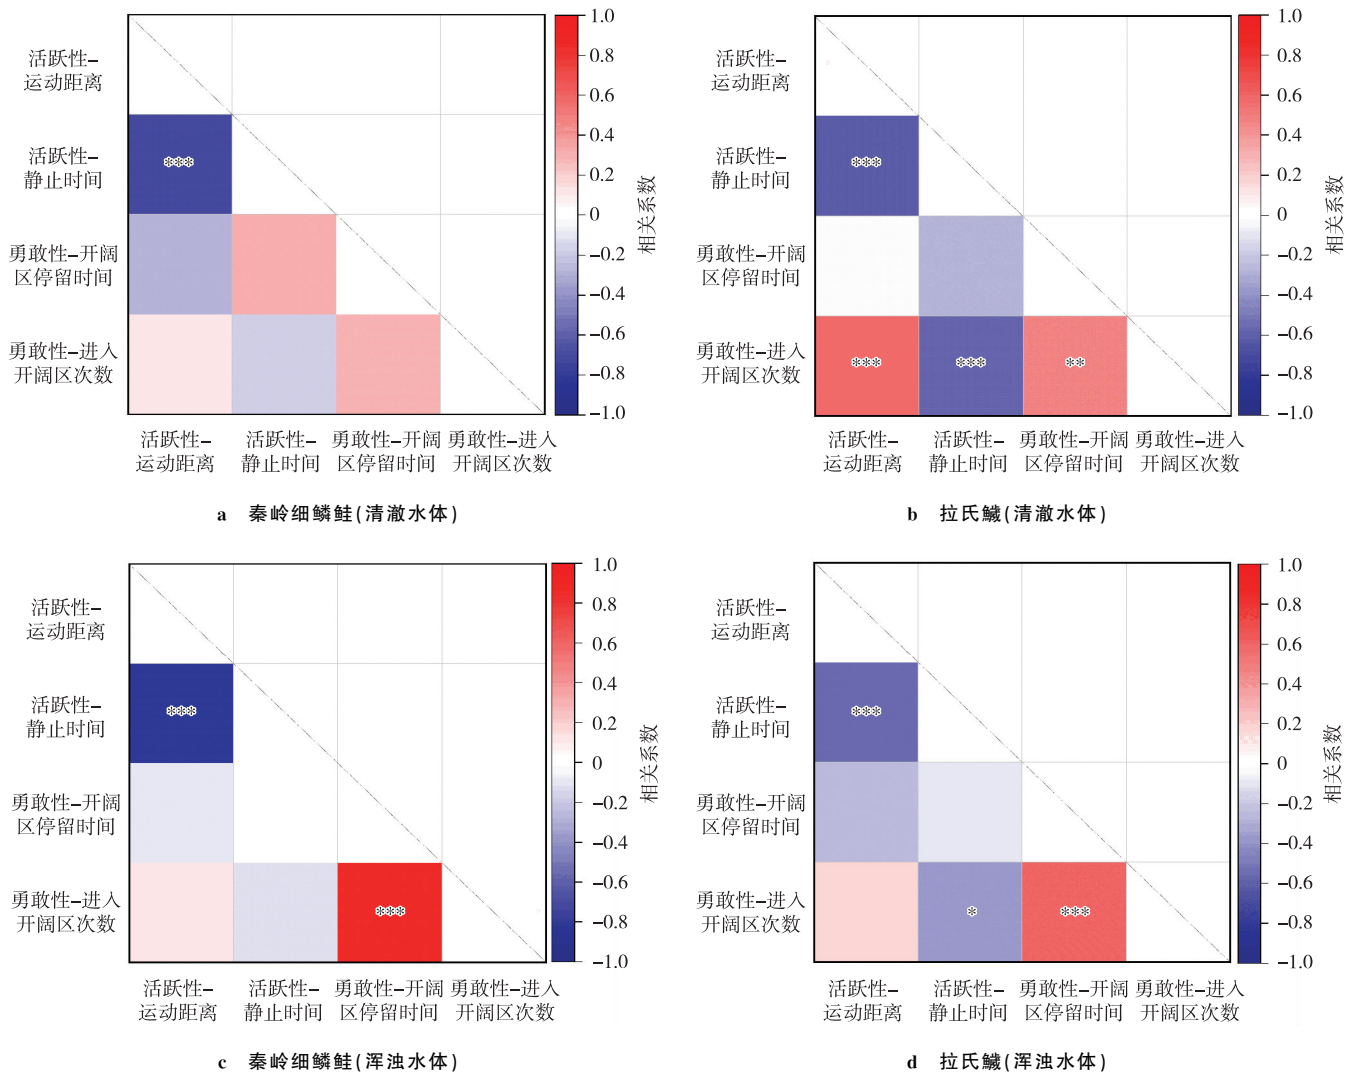 活跃性–
运动距离
活跃性–
静止时间
***
勇敢性–开阔
区停留时间
勇敢性–进入
开阔区次数
活跃性–
运动距离
活跃性–
静止时间
勇敢性–开阔
区停留时间
勇敢性–进入
开阔区次数
1.0
0.8
0.6
0.4
0.2
0
–0.2
–0.4
–0.6
–0.8
–1.0
相关系数
a 秦岭细鳞鲑(清澈水体)
活跃性–
运动距离
活跃性–
静止时间
***
勇敢性–开阔
区停留时间
勇敢性–进入
开阔区次数
*** *** **
活跃性–
运动距离
活跃性–
静止时间
勇敢性–开阔
区停留时间
勇敢性–进入
开阔区次数
1.0
0.8
0.6
0.4
0.2
0
–0.2
–0.4
–0.6
–0.8
–1.0
相关系数
b 拉氏鱥(清澈水体)
活跃性–
运动距离
活跃性–
静止时间
***
勇敢性–开阔
区停留时间
勇敢性–进入
开阔区次数
***
活跃性–
运动距离
活跃性–
静止时间
勇敢性–开阔
区停留时间
勇敢性–进入
开阔区次数
1.0
0.8
0.6
0.4
0.2
0
–0.2
–0.4
–0.6
–0.8
–1.0
相关系数
c 秦岭细鳞鲑(浑浊水体)
活跃性–
运动距离
活跃性–
静止时间
***
勇敢性–开阔
区停留时间
勇敢性–进入
开阔区次数
* ***
活跃性–
运动距离
活跃性–
静止时间
勇敢性–开阔
区停留时间
勇敢性–进入
开阔区次数
1.0
0.8
0.6
0.4
0.2
0
–0.2
–0.4
–0.6
–0.8
–1.0
相关系数
d 拉氏鱥(浑浊水体)